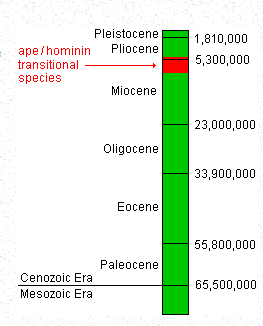 Pleistocene
1,810,000
Pliocene
ape / hominin
transitional
species
5,300,000
Miocene
23,000,000
Oligocene
33,900,000
Eocene
55,800,000
Paleocene
Cenozoic Era
65,500,000
Mesozoic Era